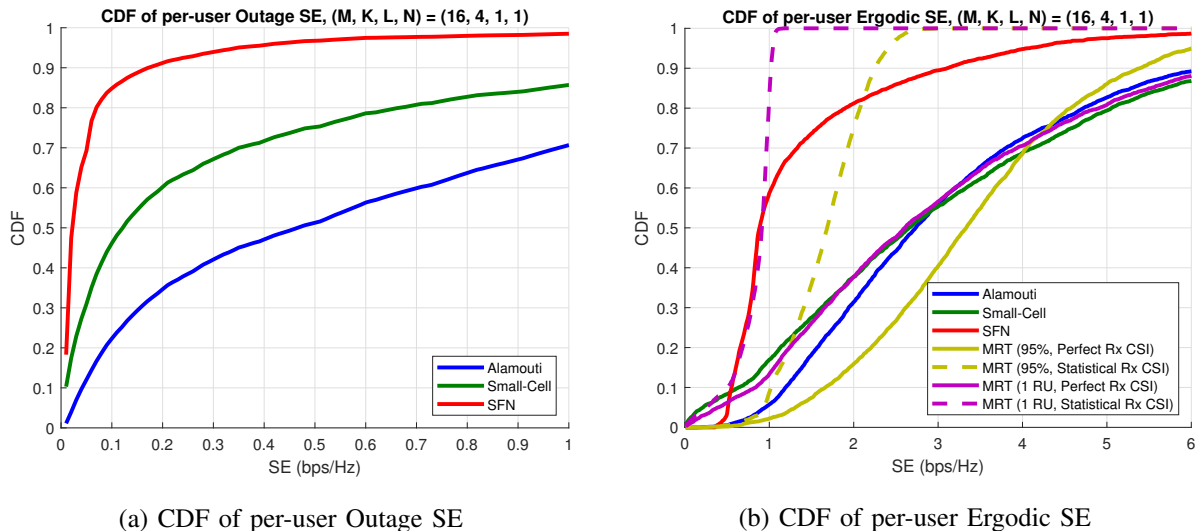 CDF of per-user Outage SE, (M, K, L, N) = (16, 4, 1, 1)
1
0.9
0.8
0.7
0.6
0.5
0.4
0.3
0.2
0.1
0
CDF
Alamouti
Small-Cell
SFN
0 0.1 0.2 0.3 0.4 0.5 0.6 0.7 0.8 0.9 1
SE (bps/Hz)
(a) CDF of per-user Outage SE
CDF of per-user Ergodic SE, (M, K, L, N) = (16, 4, 1, 1)
1
0.9
0.8
0.7
0.6
0.5
0.4
0.3
0.2
0.1
0
CDF
Alamouti
Small-Cell
SFN
MRT (95%, Perfect Rx CSI)
MRT (95%, Statistical Rx CSI)
MRT (1 RU, Perfect Rx CSI)
MRT (1 RU, Statistical Rx CSI)
0 1 2 3 4 5 6
SE (bps/Hz)
(b) CDF of per-user Ergodic SE